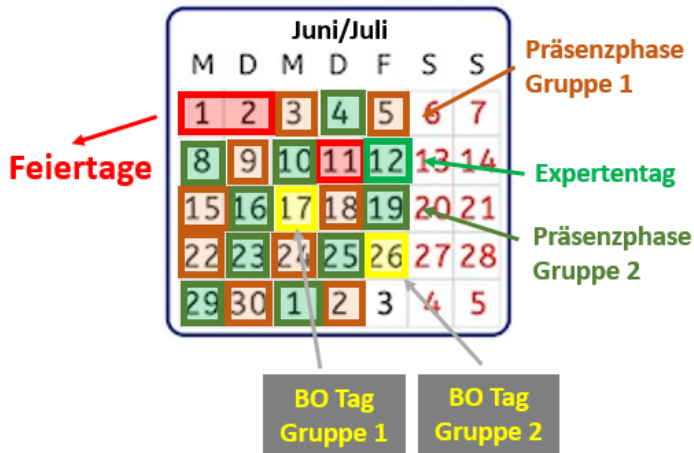 Juni/Juli
M D M D F S S
1 2 3 4 5 6 7
8 9 10 11 12 13 14
15 16 17 18 19 20 21
22 23 24 25 26 27 28
29 30 1 2 3 4 5
Feiertage
Präsenzphase
Gruppe 1
Expertentag
Präsenzphase
Gruppe 2
BO Tag
Gruppe 1
BO Tag
Gruppe 2